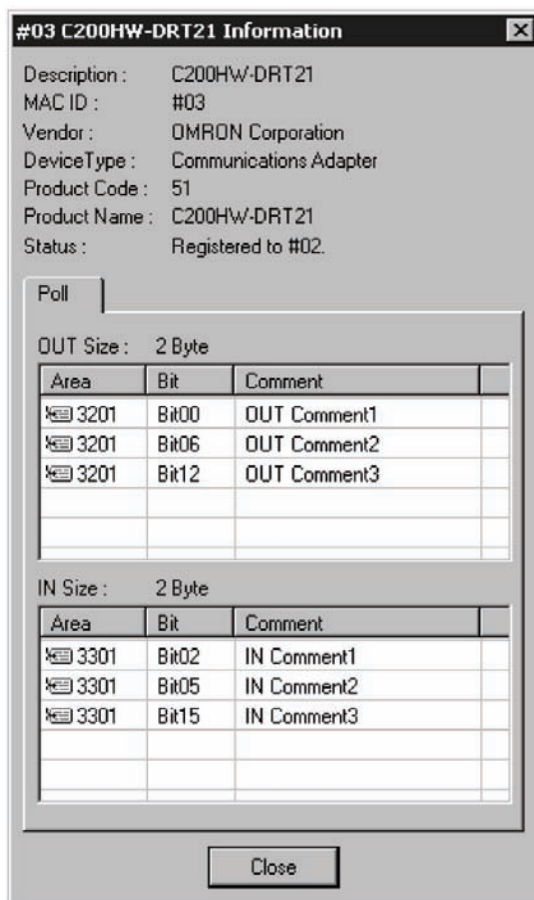 #03 C200HW-DRT21 Information
Description : C200HW-DRT21
MAC ID : #03
Vendor : OMRON Corporation
DeviceType : Communications Adapter
Product Code : 51
Product Name : C200HW-DRT21
Status : Registered to #02.
Poll
OUT Size : 2 Byte
Area Bit Comment
3201 Bit00 OUT Comment1
3201 Bit06 OUT Comment2
3201 Bit12 OUT Comment3
IN Size : 2 Byte
Area Bit Comment
3301 Bit02 IN Comment1
3301 Bit05 IN Comment2
3301 Bit15 IN Comment3
Close